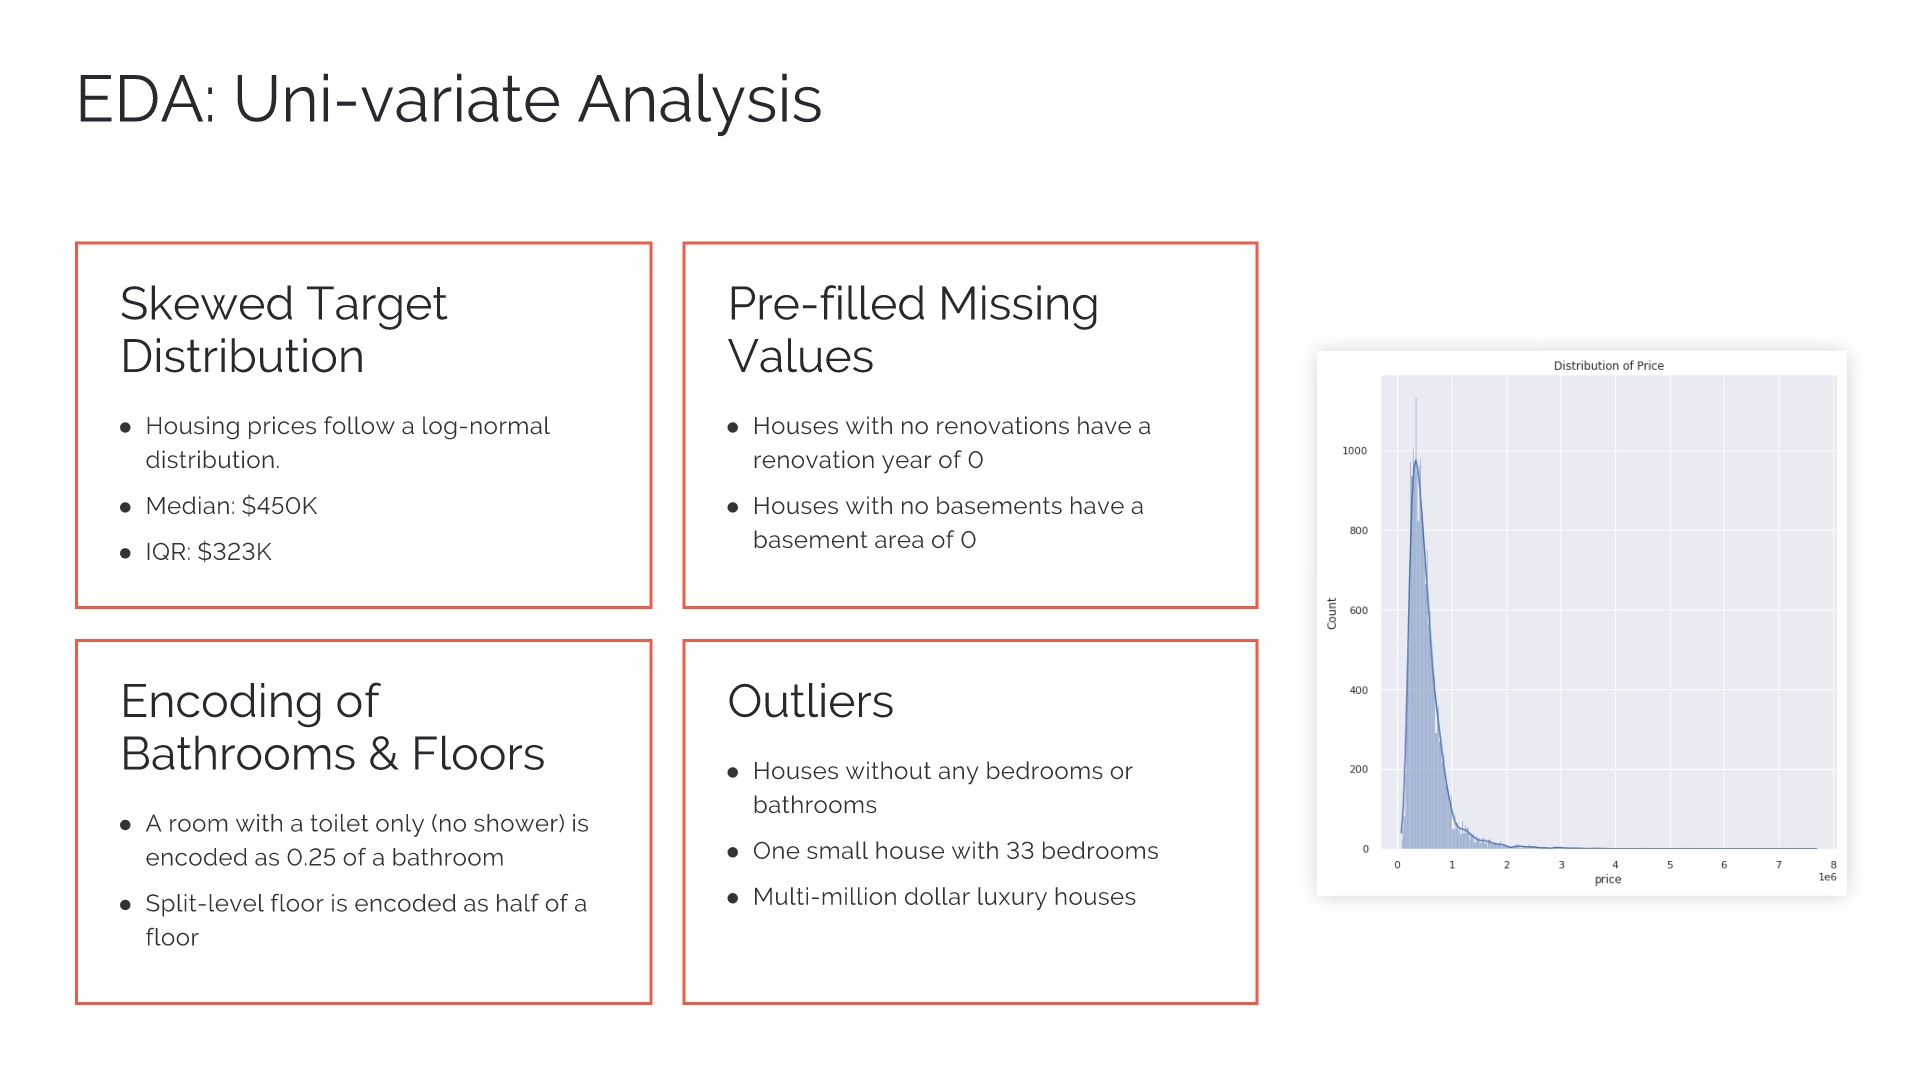 EDA: Uni-variate Analysis
Skewed Target
Distribution
● Housing prices follow a log-normal
distribution.
● Median: $450K
● IQR: $323K
Pre-filled Missing
Values
● Houses with no renovations have a
renovation year of 0
● Houses with no basements have a
basement area of 0
Encoding of
Bathrooms & Floors
● A room with a toilet only (no shower) is
encoded as 0.25 of a bathroom
● Split-level floor is encoded as half of a
floor
Outliers
● Houses without any bedrooms or
bathrooms
● One small house with 33 bedrooms
● Multi-million dollar luxury houses
Distribution of Price
Count
1000
800
600
400
200
0
0 1 2 3 4 5 6 7 8
1e6
price